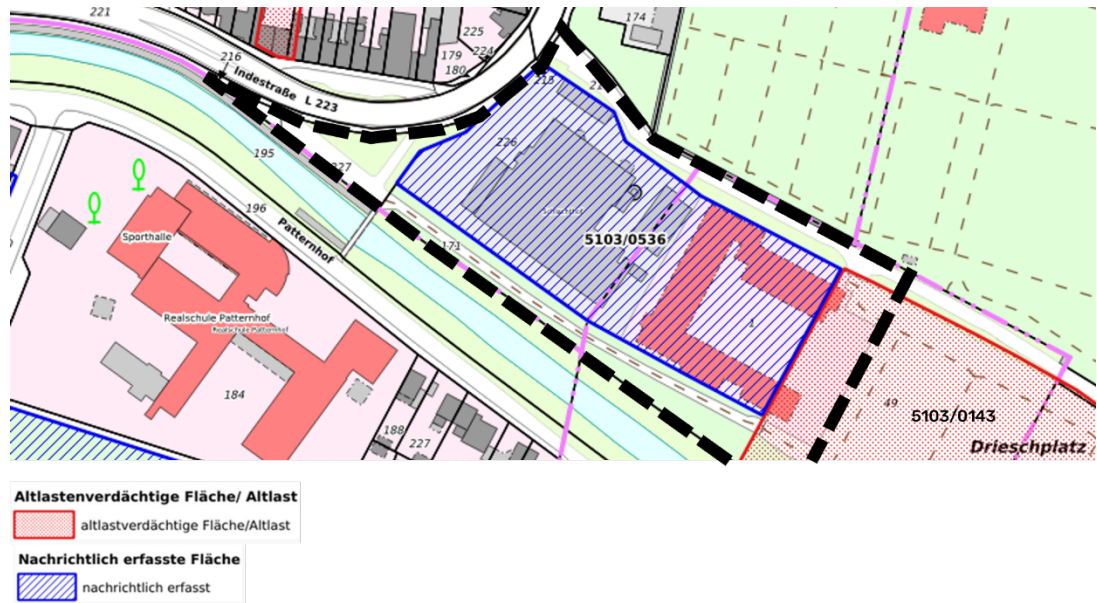 221
216
Indestraße L 223
225
224
179
180
174
215
226
195
227
196
Patternhof
Sporthalle
171
5103/0536
Realschule Patternhof
Realschule Patternhof
1
184
188
227
49
5103/0143
Drieschplatz
Altlastenverdächtige Fläche/ Altlast
altlastverdächtige Fläche/Altlast
Nachrichtlich erfasste Fläche
nachrichtlich erfasst